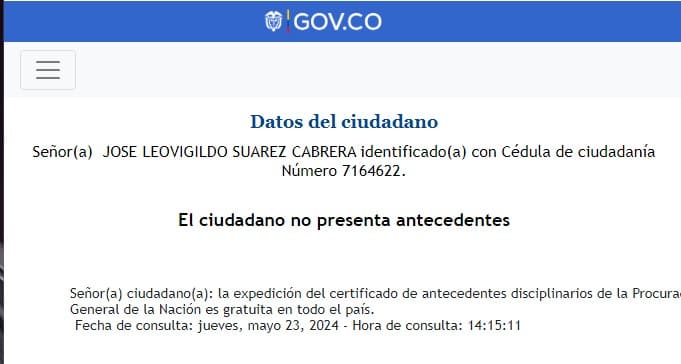 GOV.CO
Datos del ciudadano
Señor(a) JOSE LEOVIGILDO SUAREZ CABRERA identificado(a) con Cédula de ciudadanía
Número 7164622.
El ciudadano no presenta antecedentes
Señor(a) ciudadano(a): la expedición del certificado de antecedentes disciplinarios de la Procura
General de la Nación es gratuita en todo el país.
Fecha de consulta: jueves, mayo 23, 2024 - Hora de consulta: 14:15:11